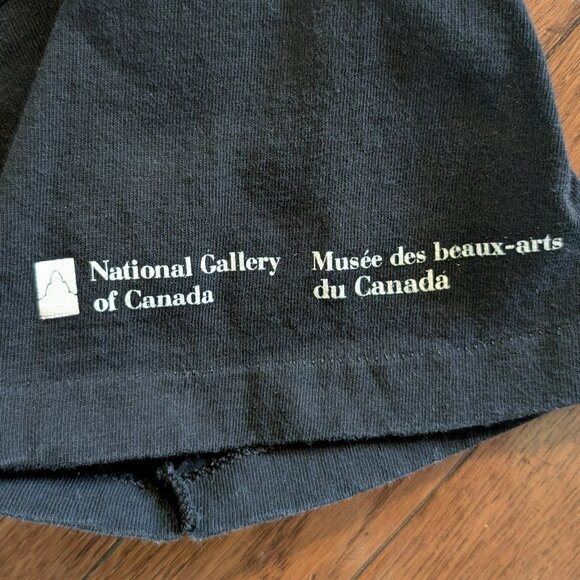 National Gallery
of Canada
Musée des beaux-arts
du Canada